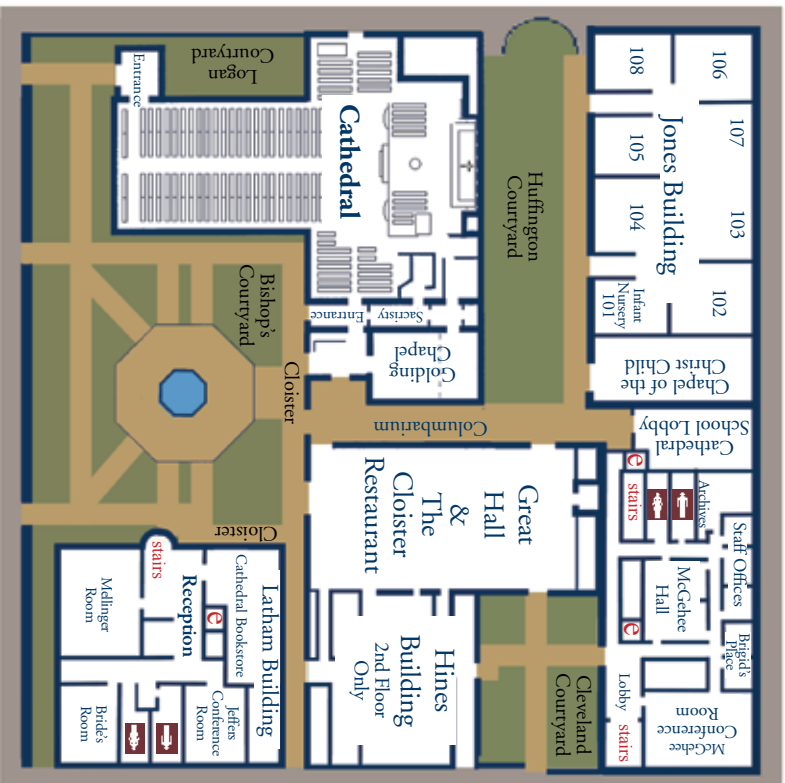 Logan
Courtyard
Entrance
Cathedral
Huffington
Courtyard
108
106
107
105
Jones Building
104
103
102
Infant
Nursery
101
Chapel of the
Christ Child
Bishop's
Courtyard
Entrance
Sacristy
Golding
Chapel
Cloister
Columbarium
Cathedral
School Lobby
Great
Hall
&
The
Cloister
Restaurant
e
stairs
Archives
Staff Offices
McGehee
Hall
e
Brigid's
Place
Lobby
stairs
McGehee
Conference
Room
Cloister
stairs
Mellinger
Room
Reception
e
Cathedral Bookstore
Latham Building
Bride's
Room
Jeffers
Conference
Room
Hines
Building
2nd Floor
Only
Cleveland
Courtyard